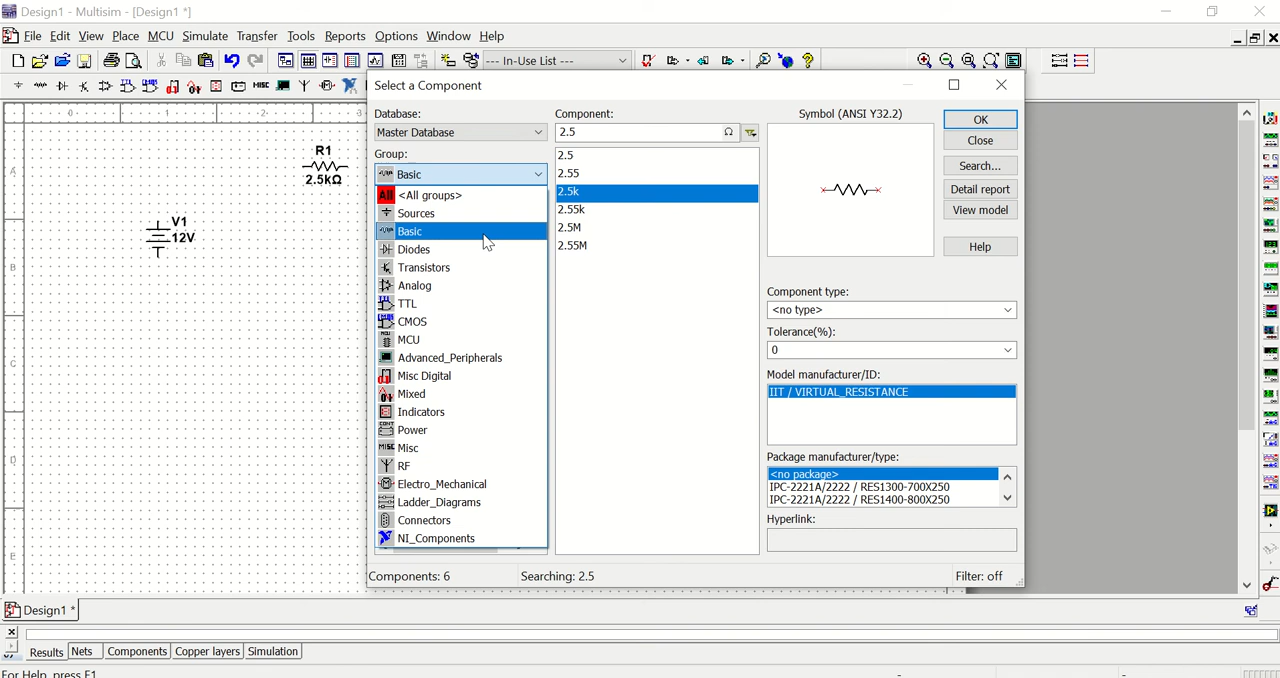 Design1 - Multisim - [Design1 *]
File Edit View Place MCU Simulate Transfer Tools Reports Options Window Help
--- In-Use List ---
Select a Component
Database:
Master Database
Group:
Basic
All <All groups>
Sources
Basic
Diodes
Transistors
Analog
TTL
CMOS
MCU
Advanced_Peripherals
Misc Digital
Mixed
Indicators
Power
Misc
RF
Electro_Mechanical
Ladder_Diagrams
Connectors
NI_Components
Component:
2.5 Ω
2.5
2.55
2.5k
2.55k
2.5M
2.55M
Symbol (ANSI Y32.2)
OK
Close
Search...
Detail report
View model
Help
Component type:
<no type>
Tolerance(%):
0
Model manufacturer/ID:
IIT / VIRTUAL_RESISTANCE
Package manufacturer/type:
<no package>
IPC-2221A/2222 / RES1300-700X250
IPC-2221A/2222 / RES1400-800X250
Hyperlink:
Components: 6 Searching: 2.5 Filter: off
0 2 3
A
B
C
D
E
R1
2.5kΩ
V1
12V
Design1 *
Results Nets Components Copper layers Simulation
For Help, press F1